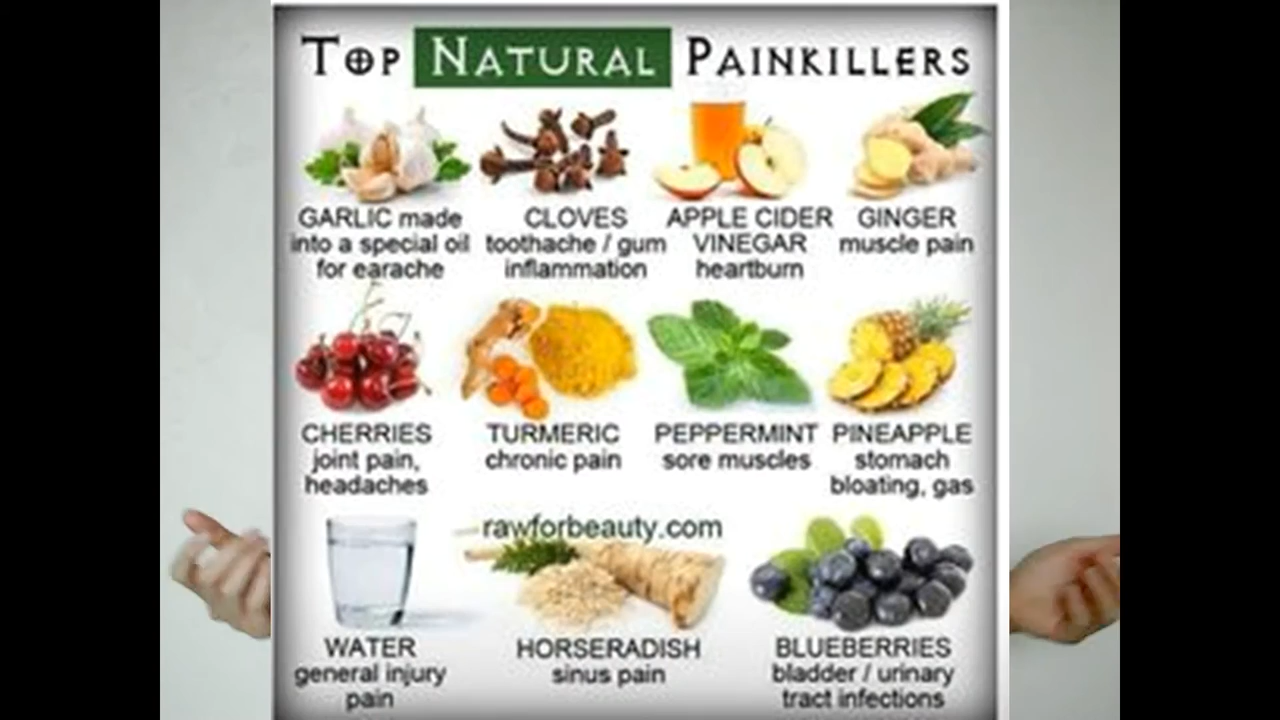 TOP NATURAL PAINKILLERS
GARLIC made
into a special oil
for earache
CLOVES
toothache / gum
inflammation
APPLE CIDER
VINEGAR
heartburn
GINGER
muscle pain
CHERRIES
joint pain,
headaches
TURMERIC
chronic pain
PEPPERMINT
sore muscles
PINEAPPLE
stomach
bloating, gas
rawforbeauty.com
WATER
general injury
pain
HORSERADISH
sinus pain
BLUEBERRIES
bladder / urinary
tract infections